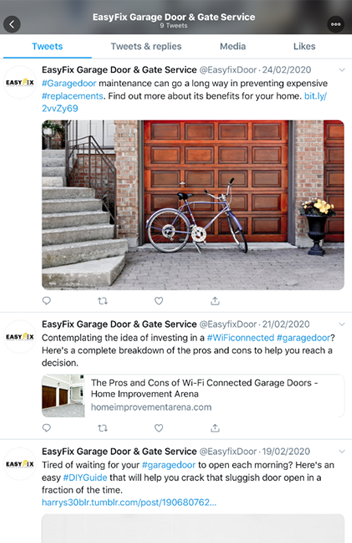 EasyFix Garage Door & Gate Service
9 Tweets
Tweets
Tweets & replies
Media
Likes
EASYFIX
EasyFix Garage Door & Gate Service @EasyfixDoor · 24/02/2020
#Garagedoor maintenance can go a long way in preventing expensive
#replacements. Find out more about its benefits for your home. bit.ly/
2vvZy69
EASYFIX
EasyFix Garage Door & Gate Service @EasyfixDoor · 21/02/2020
Contemplating the idea of investing in a #WiFiconnected #garagedoor?
Here's a complete breakdown of the pros and cons to help you reach a
decision.
The Pros and Cons of Wi-Fi Connected Garage Doors -
Home Improvement Arena
homeimprovementarena.com
EASYFIX
EasyFix Garage Door & Gate Service @EasyfixDoor · 19/02/2020
Tired of waiting for your #garagedoor to open each morning? Here's an
easy #DIYGuide that will help you crack that sluggish door open in a
fraction of the time.
harrys30blr.tumblr.com/post/190680762...